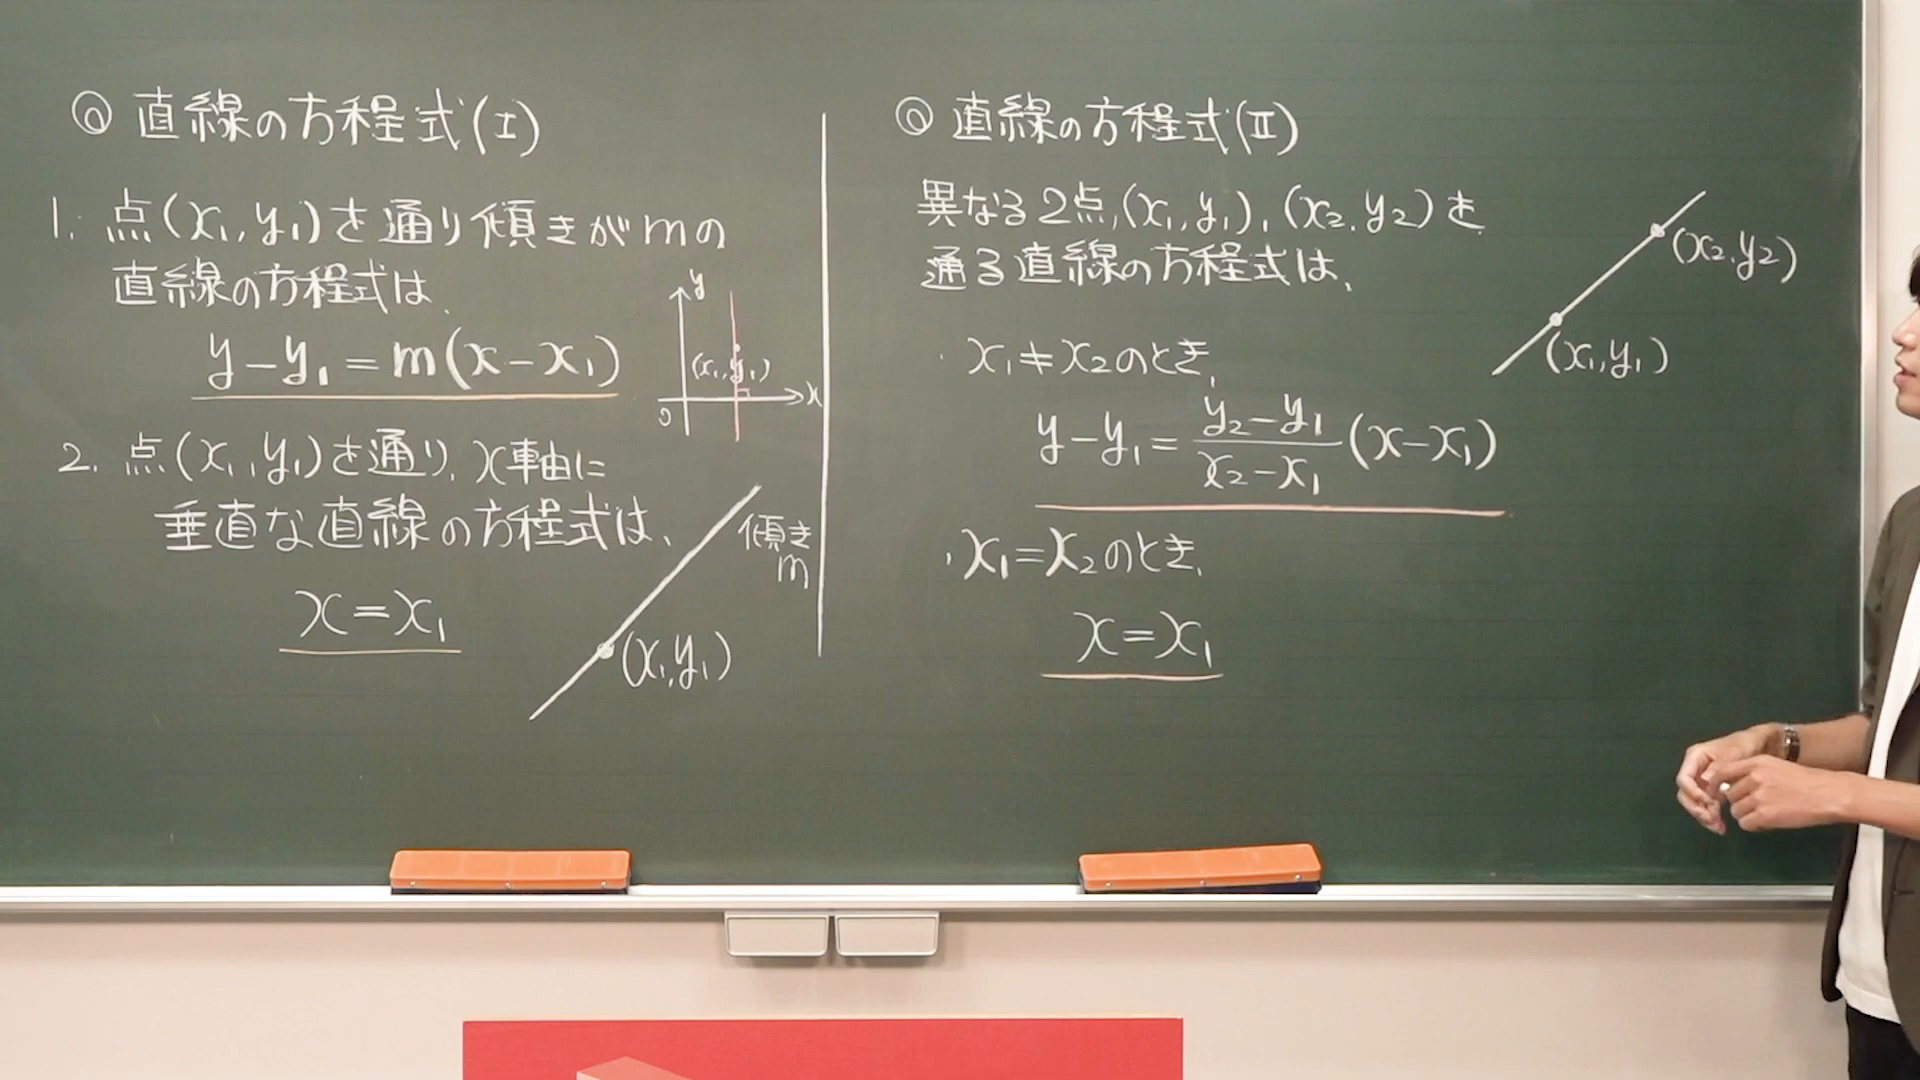 ◎ 直線の方程式(I)
1. 点(x₁,y₁)を通り傾きがmの
直線の方程式は、
y-y₁=m(x-x₁)
y
(x₁,y₁)
x
0
2. 点(x₁,y₁)を通り、x軸に
垂直な直線の方程式は、
x=x₁
傾き
m
(x₁,y₁)
◎ 直線の方程式(II)
異なる2点,(x₁,y₁),(x₂,y₂)を
通る直線の方程式は、
(x₂,y₂)
(x₁,y₁)
・x₁≠x₂のとき、
y-y₁=\frac{y₂-y₁}{x₂-x₁}(x-x₁)
・x₁=x₂のとき、
x=x₁